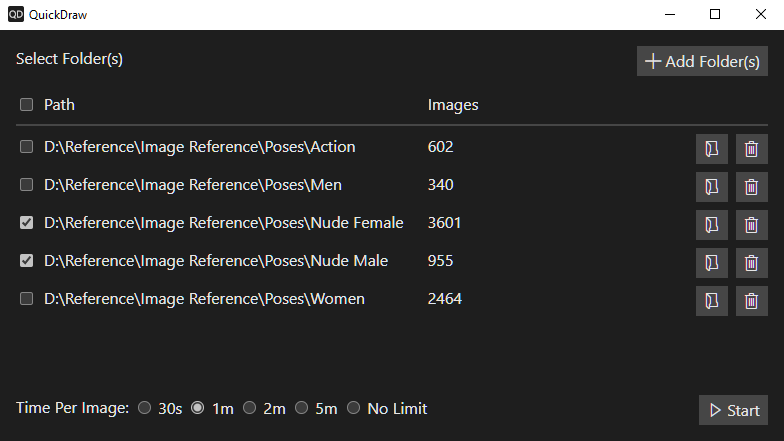 QD QuickDraw
Select Folder(s)
Add Folder(s)
Path Images
D:\Reference\Image Reference\Poses\Action 602
D:\Reference\Image Reference\Poses\Men 340
D:\Reference\Image Reference\Poses\Nude Female 3601
D:\Reference\Image Reference\Poses\Nude Male 955
D:\Reference\Image Reference\Poses\Women 2464
Time Per Image: 30s 1m 2m 5m No Limit
Start